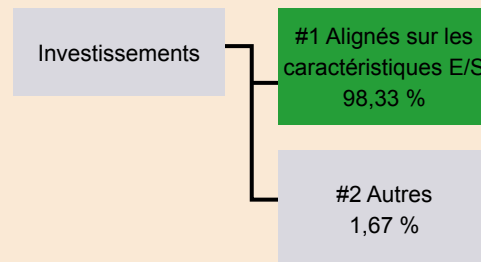 Investissements
#1 Alignés sur les
caractéristiques E/S
98,33 %
#2 Autres
1,67 %